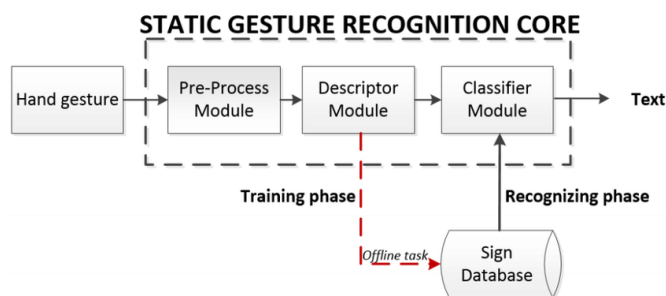 STATIC GESTURE RECOGNITION CORE
Hand gesture
Pre-Process
Module
Descriptor
Module
Classifier
Module
Text
Training phase
Recognizing phase
Offline task
Sign
Database